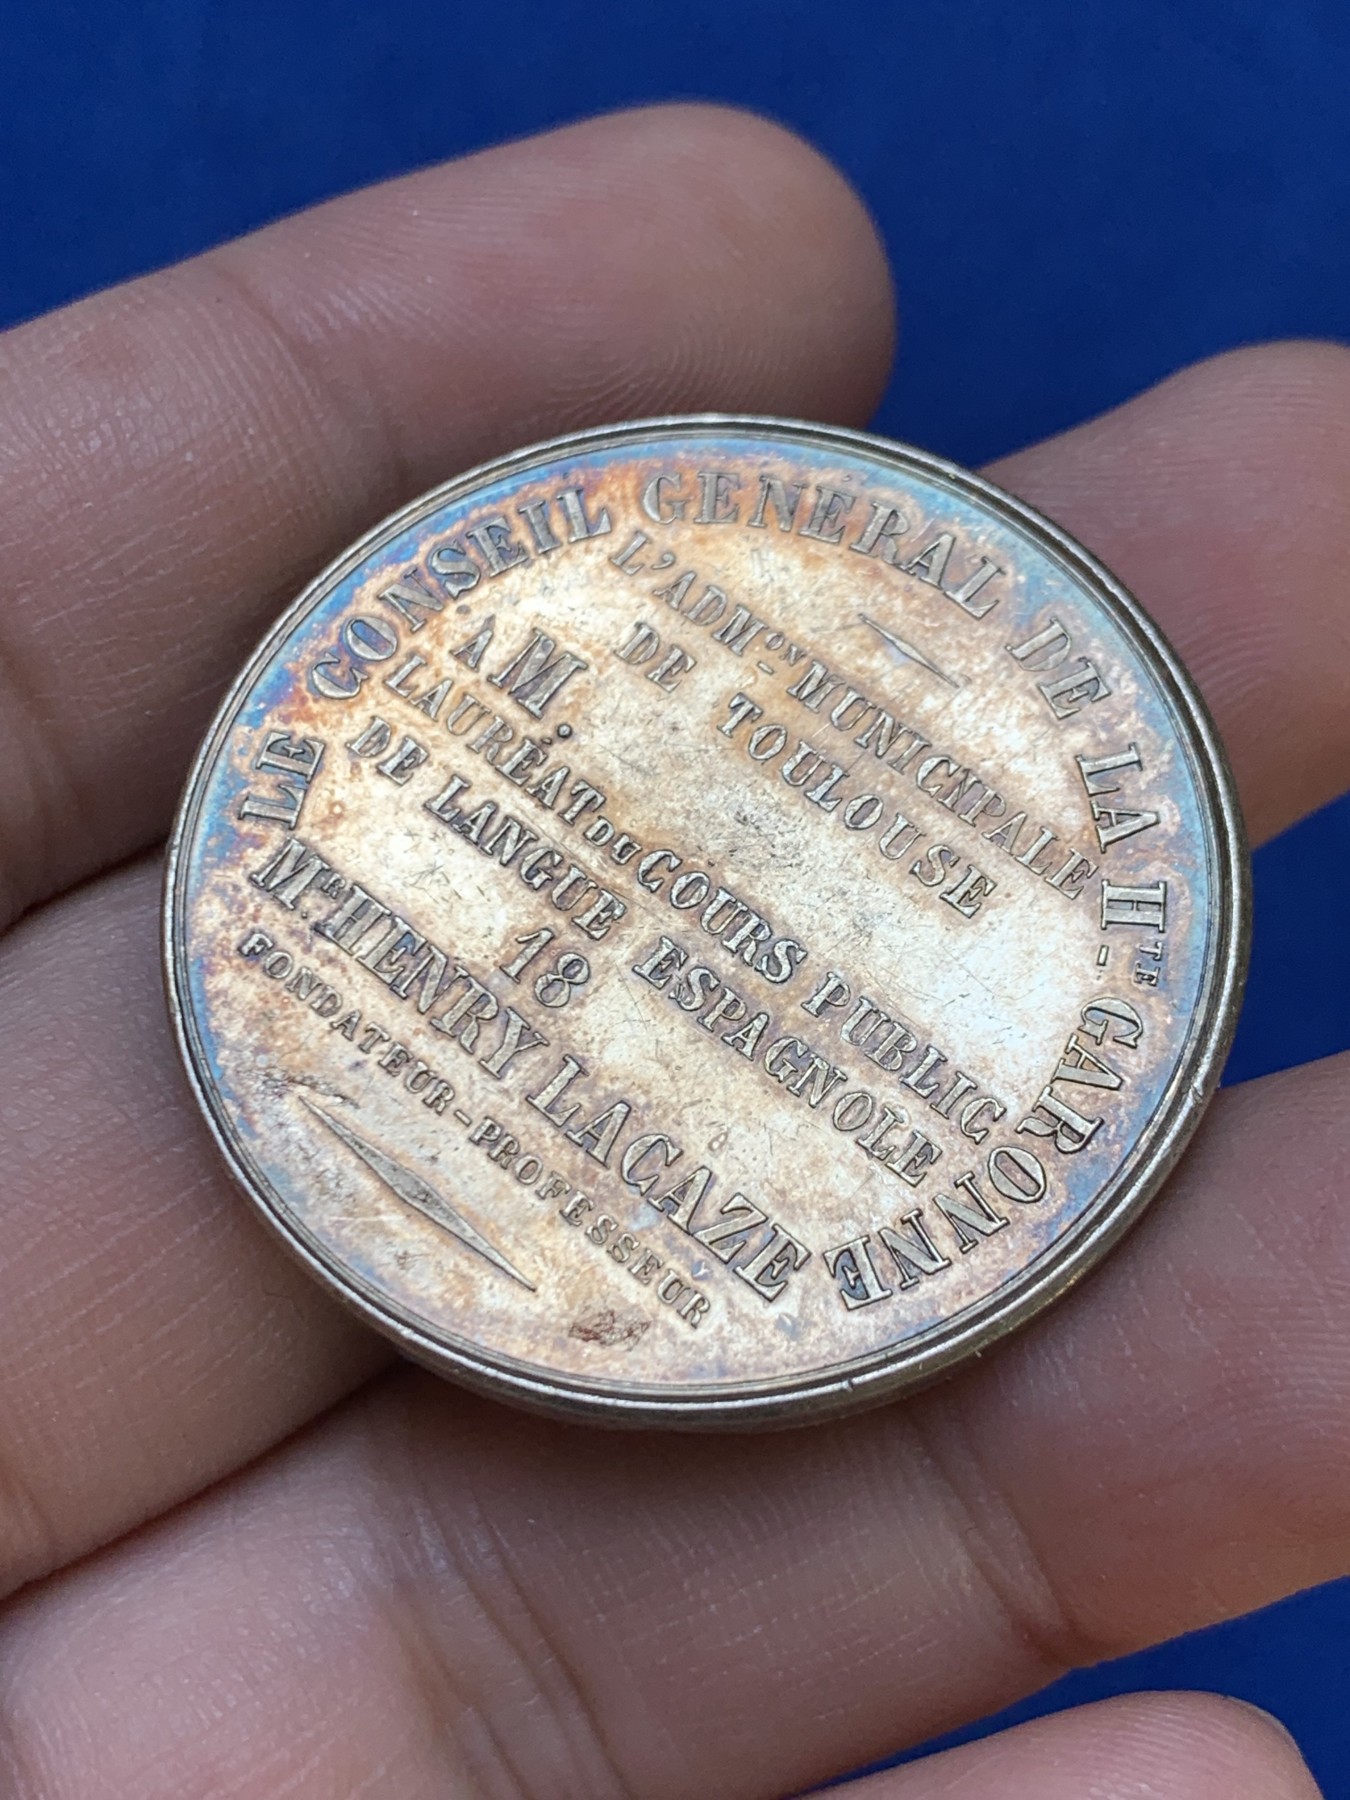 LE CONSEIL GENERAL DE LA HTE - GARONNE
L'ADMON MUNICIPALE
DE TOULOUSE
A M.
LAURÉAT DU COURS PUBLIC
DE LANGUE ESPAGNOLE
18
MR. HENRY LACAZE
FONDATEUR-PROFESSEUR